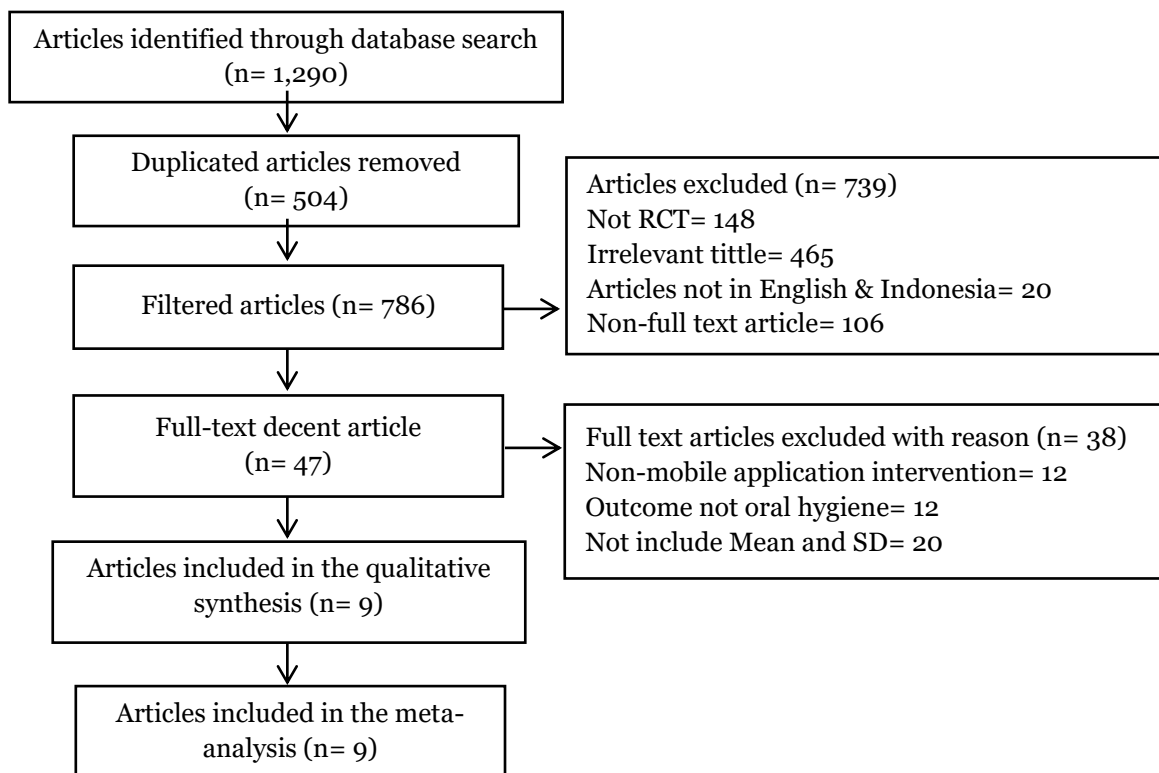 Articles identified through database search
(n= 1,290)
Duplicated articles removed
(n= 504)
Filtered articles (n= 786)
Articles excluded (n= 739)
Not RCT= 148
Irrelevant tittle= 465
Articles not in English & Indonesia= 20
Non-full text article= 106
Full-text decent article
(n= 47)
Full text articles excluded with reason (n= 38)
Non-mobile application intervention= 12
Outcome not oral hygiene= 12
Not include Mean and SD= 20
Articles included in the qualitative
synthesis (n= 9)
Articles included in the meta-
analysis (n= 9)